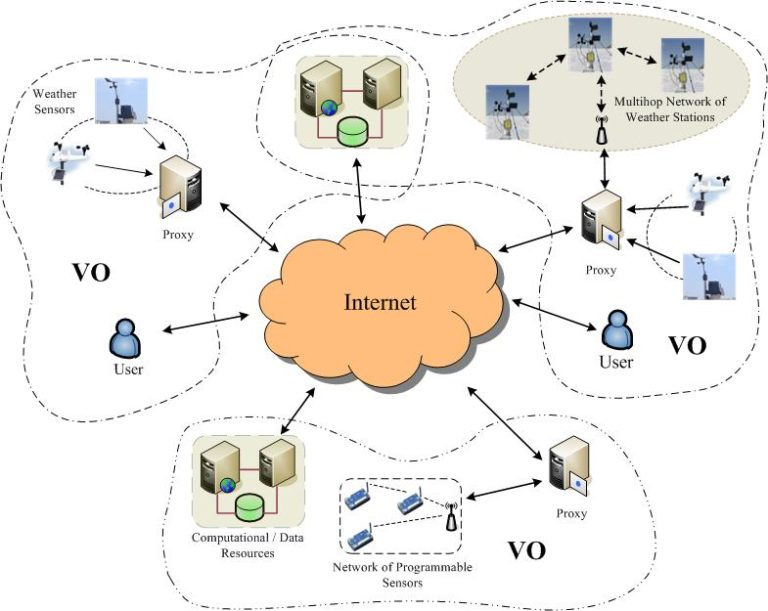 Weather
Sensors
Multihop Network of
Weather Stations
Proxy
Proxy
VO
Internet
User
User
VO
Computational / Data
Resources
Network of Programmable
Sensors
Proxy
VO